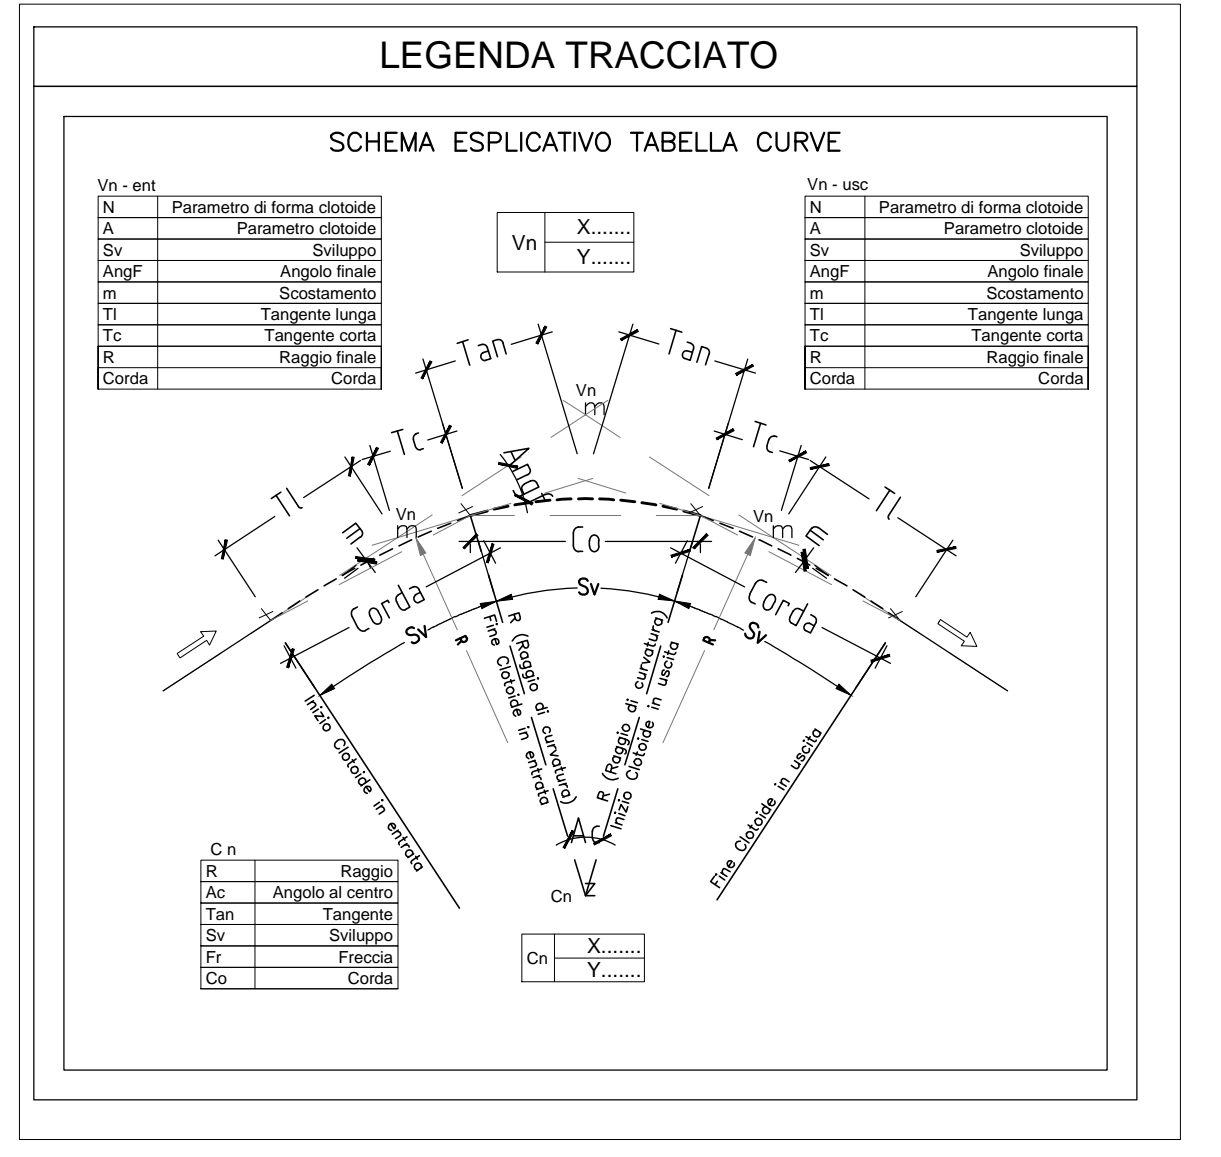 LEGENDA TRACCIATO
SCHEMA ESPLICATIVO TABELLA CURVE
Vn - ent
N Parametro di forma clotoide
A Parametro clotoide
Sv Sviluppo
AngF Angolo finale
m Scostamento
Tl Tangente lunga
Tc Tangente corta
R Raggio finale
Corda Corda
Vn X.......
Y.......
Vn - usc
N Parametro di forma clotoide
A Parametro clotoide
Sv Sviluppo
AngF Angolo finale
m Scostamento
Tl Tangente lunga
Tc Tangente corta
R Raggio finale
Corda Corda
Tan
Tan
Vn
m
Tc
Tc
Angf
Tl
Tl
Vn
m
Vn
m
m
m
Co
Corda
Corda
Sv
Sv
Sv
R
R
R (Raggio di curvatura)
Fine Clotoide in entrata
R (Raggio di curvatura)
Inizio Clotoide in uscita
Inizio Clotoide in entrata
Fine Clotoide in uscita
Ac
Cn
Z
C n
R Raggio
Ac Angolo al centro
Tan Tangente
Sv Sviluppo
Fr Freccia
Co Corda
Cn X.......
Y.......